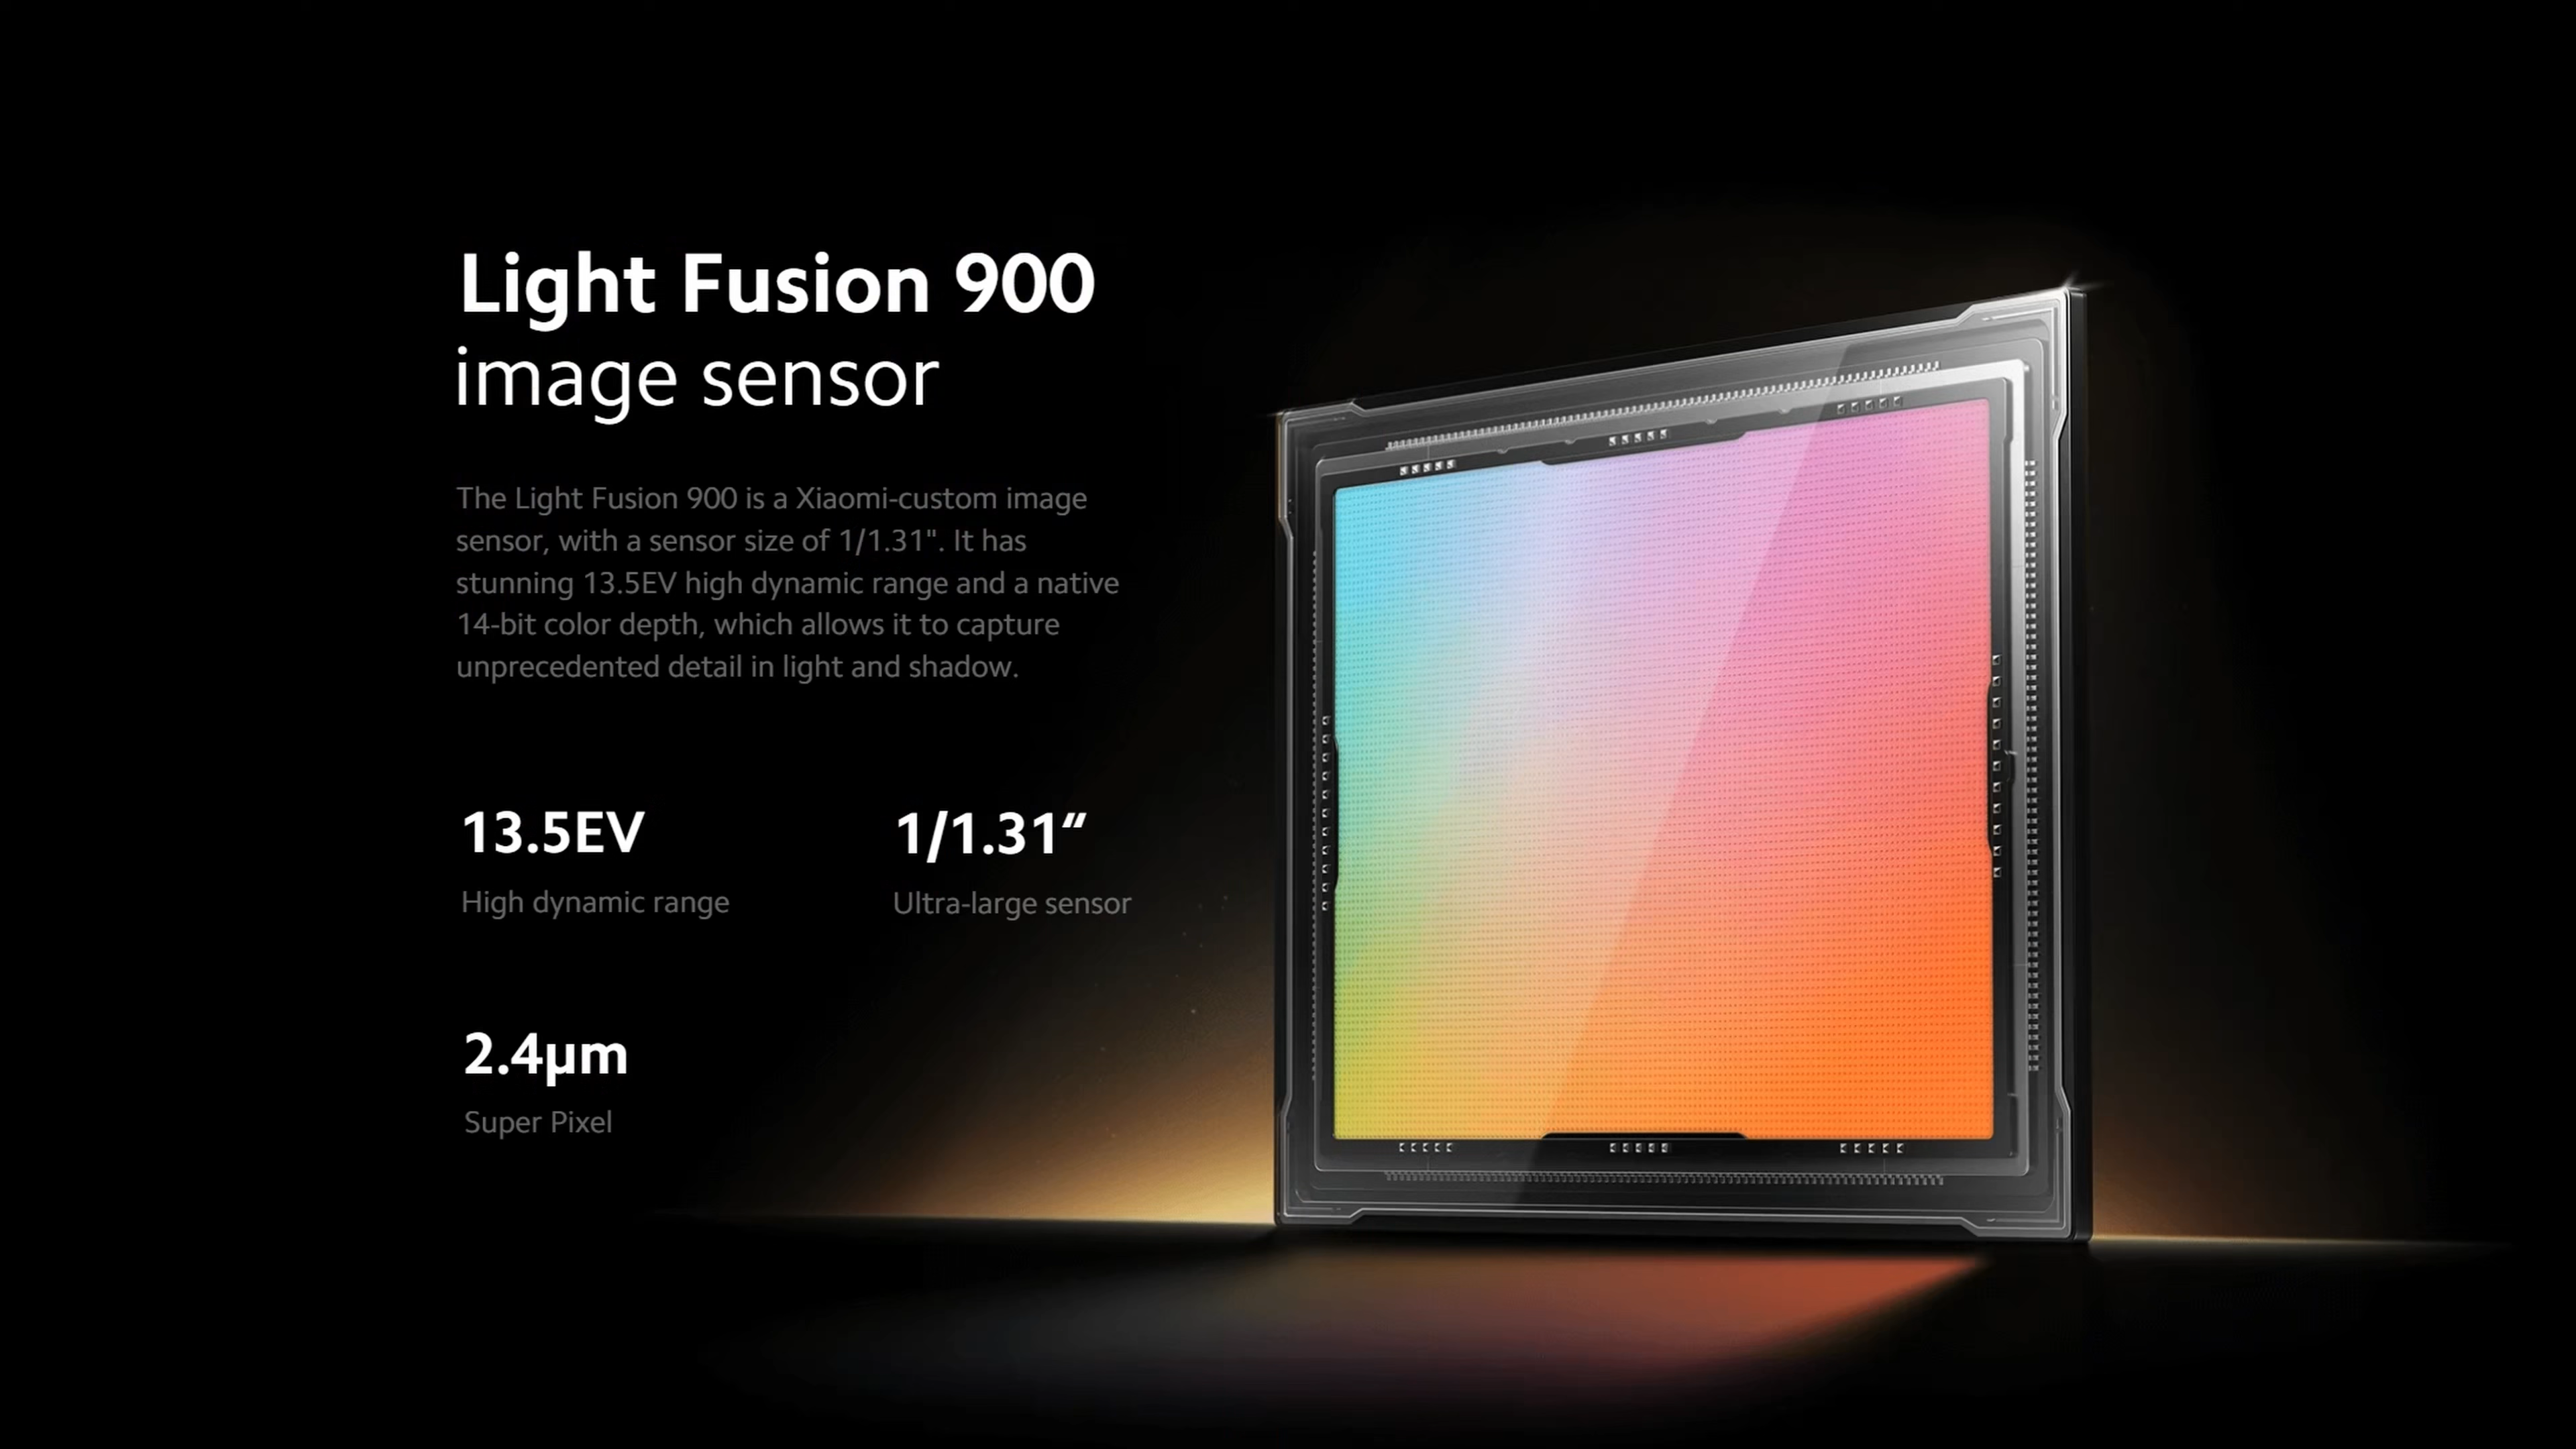 Light Fusion 900
image sensor
The Light Fusion 900 is a Xiaomi-custom image
sensor, with a sensor size of 1/1.31". It has
stunning 13.5EV high dynamic range and a native
14-bit color depth, which allows it to capture
unprecedented detail in light and shadow.
13.5EV
High dynamic range
1/1.31“
Ultra-large sensor
2.4μm
Super Pixel